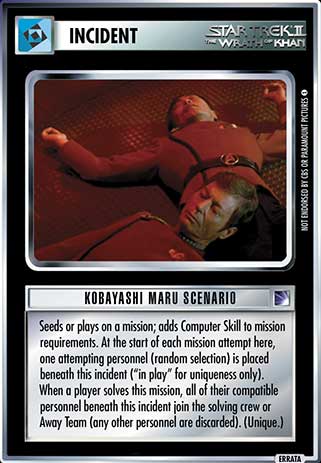 INCIDENT
STAR TREK II
THE WRATH OF KHAN
NOT ENDORSED BY CBS OR PARAMOUNT PICTURES
KOBAYASHI MARU SCENARIO
Seeds or plays on a mission; adds Computer Skill to mission
requirements. At the start of each mission attempt here,
one attempting personnel (random selection) is placed
beneath this incident ("in play" for uniqueness only).
When a player solves this mission, all of their compatible
personnel beneath this incident join the solving crew or
Away Team (any other personnel are discarded). (Unique.)
ERRATA